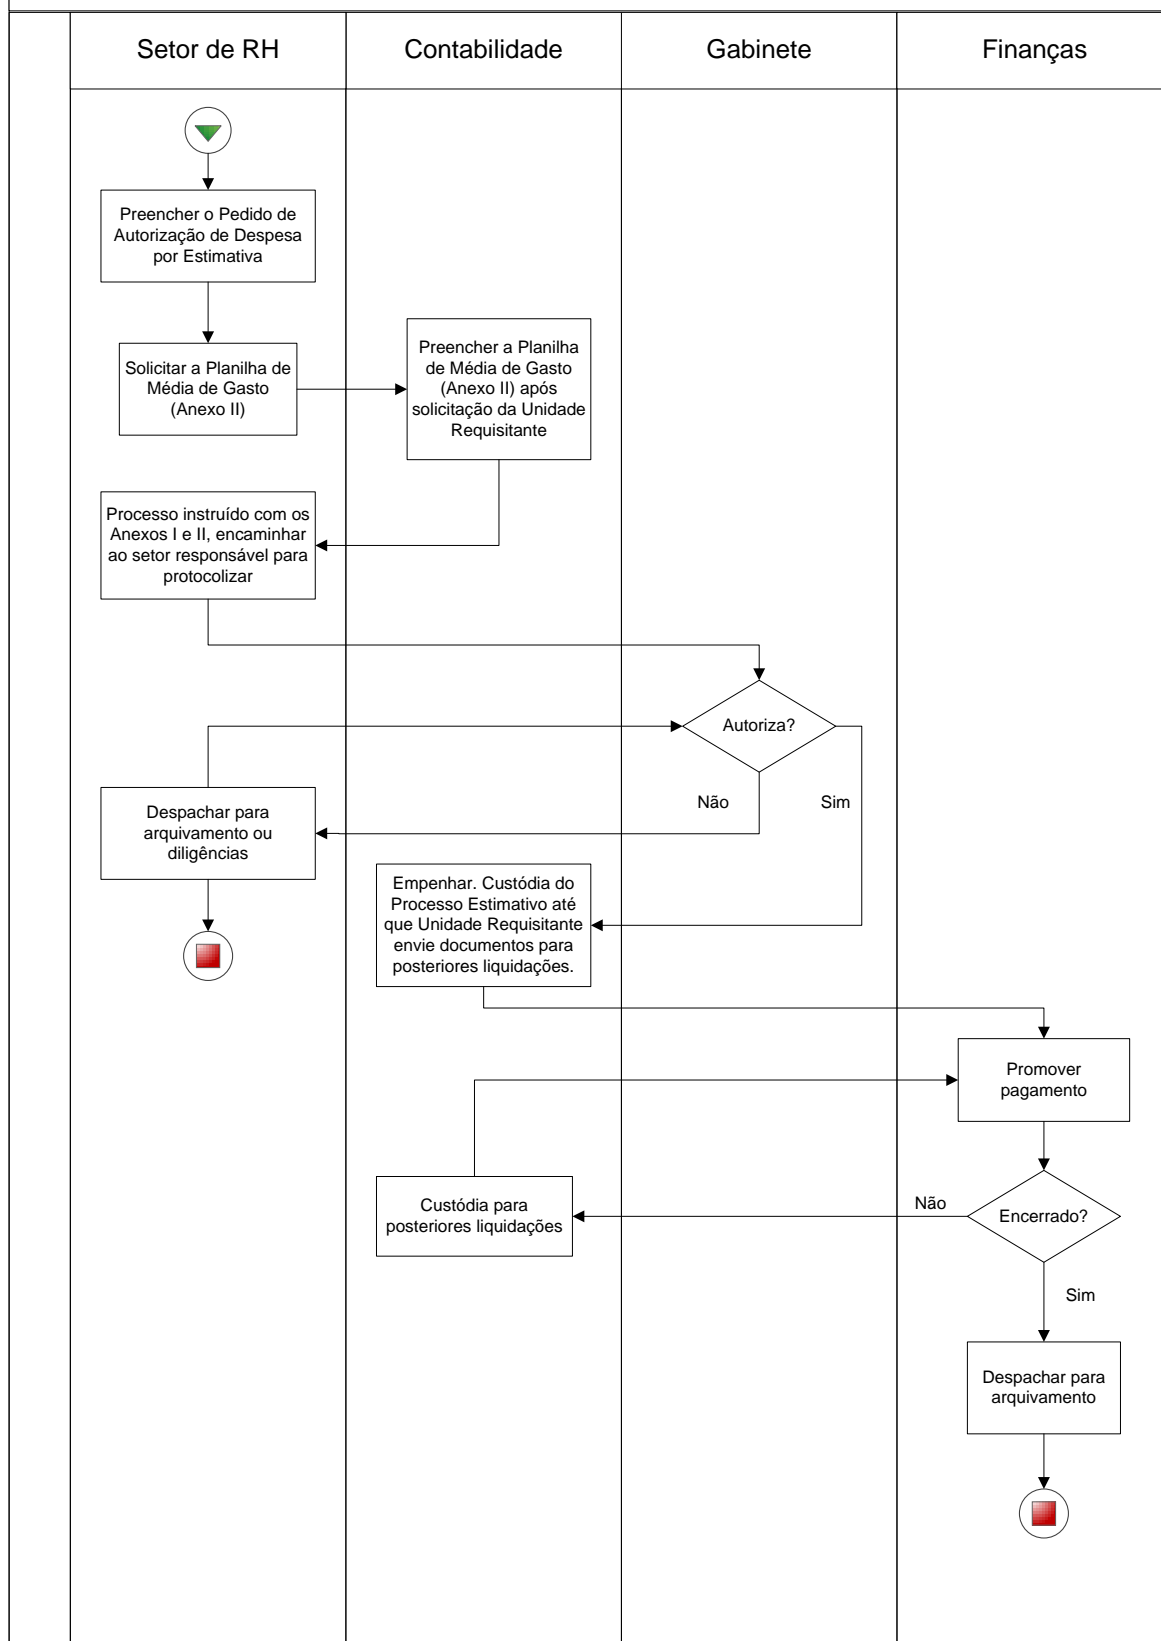 Setor de RH
Contabilidade
Gabinete
Finanças
Preencher o Pedido de
Autorização de Despesa
por Estimativa
Solicitar a Planilha de
Média de Gasto
(Anexo II)
Preencher a Planilha
de Média de Gasto
(Anexo II) após
solicitação da Unidade
Requisitante
Processo instruído com os
Anexos I e II, encaminhar
ao setor responsável para
protocolizar
Autoriza?
Não
Sim
Despachar para
arquivamento ou
diligências
Empenhar. Custódia do
Processo Estimativo até
que Unidade Requisitante
envie documentos para
posteriores liquidações.
Promover
pagamento
Custódia para
posteriores liquidações
Não
Encerrado?
Sim
Despachar para
arquivamento